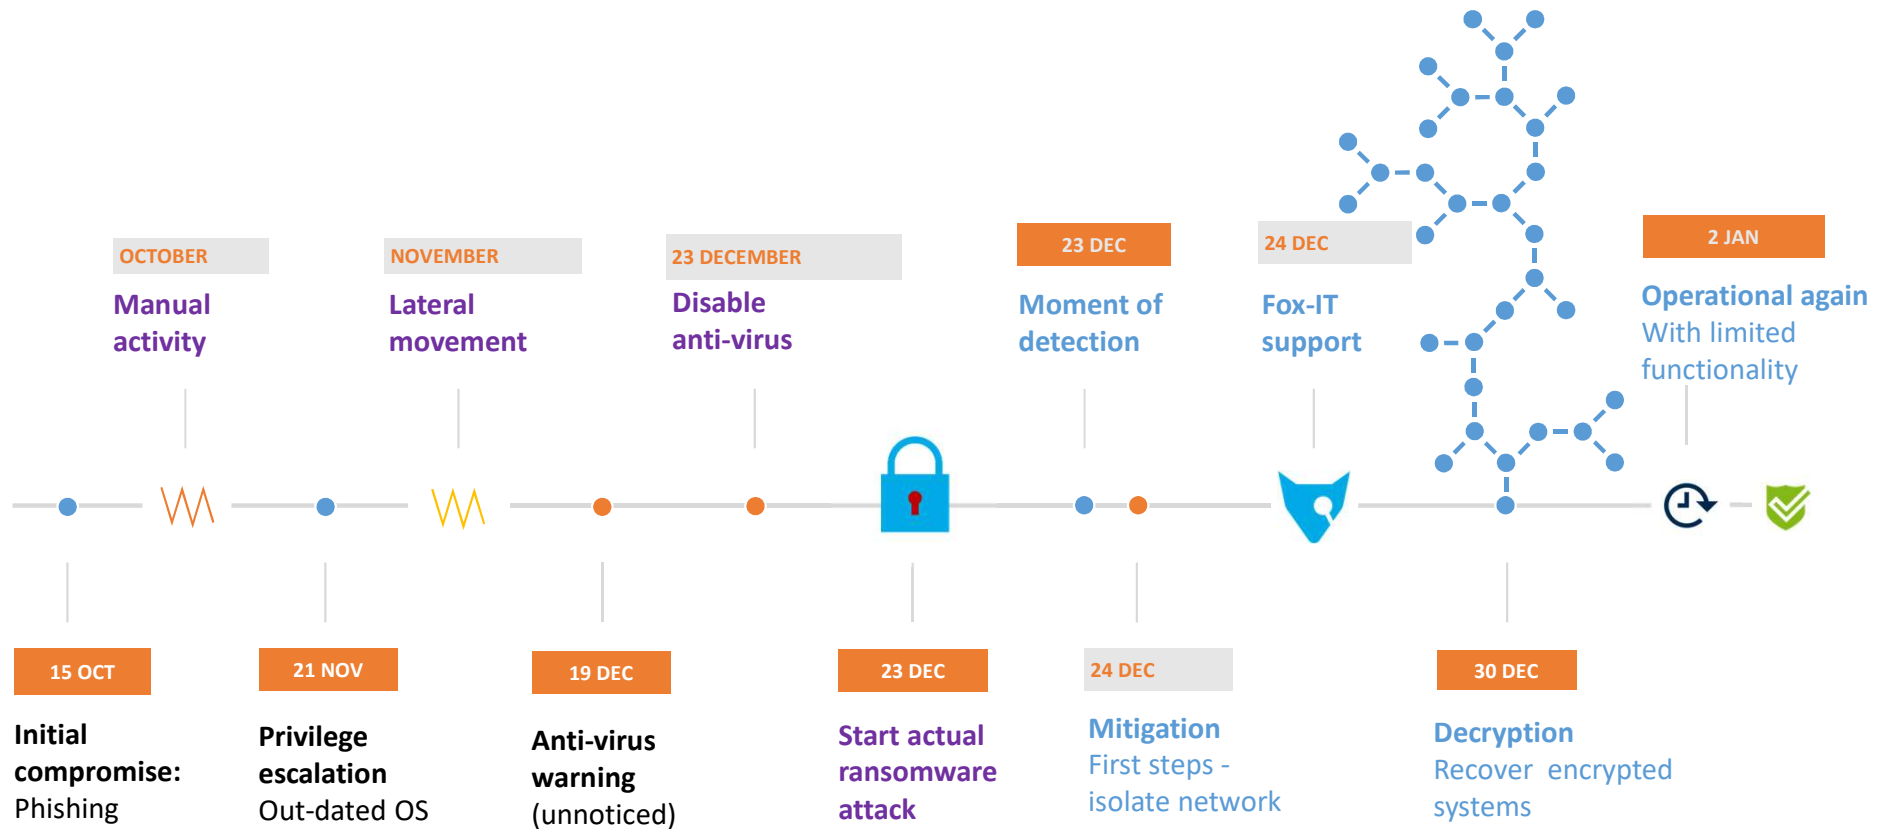 OCTOBER
Manual
activity
NOVEMBER
Lateral
movement
23 DECEMBER
Disable
anti-virus
23 DEC
Moment of
detection
24 DEC
Fox-IT
support
2 JAN
Operational again
With limited
functionality
15 OCT
Initial
compromise:
Phishing
21 NOV
Privilege
escalation
Out-dated OS
19 DEC
Anti-virus
warning
(unnoticed)
23 DEC
Start actual
ransomware
attack
24 DEC
Mitigation
First steps -
isolate network
30 DEC
Decryption
Recover encrypted
systems